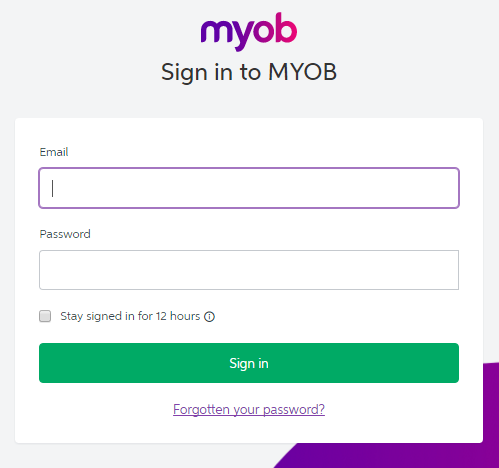 myob
Sign in to MYOB
Email
Password
Stay signed in for 12 hours
Sign in
Forgotten your password?